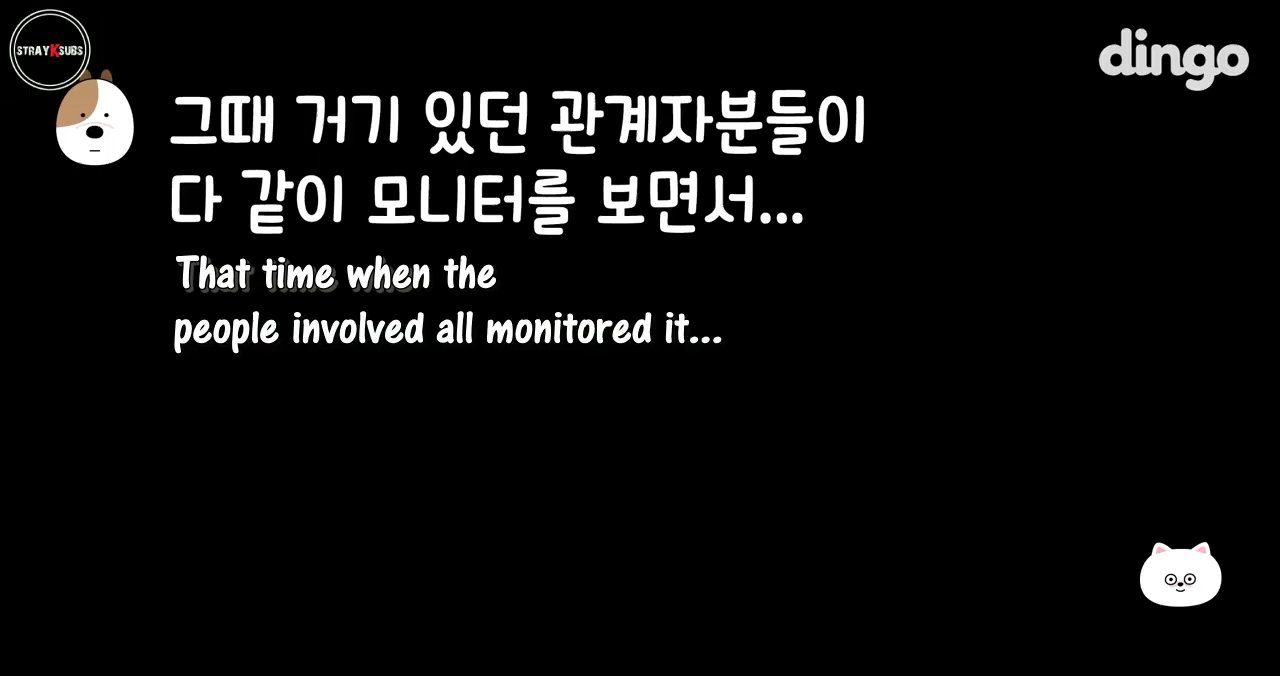 STRAYKSUBS
dingo
그때 거기 있던 관계자분들이
다 같이 모니터를 보면서...
That time when the
people involved all monitored it...